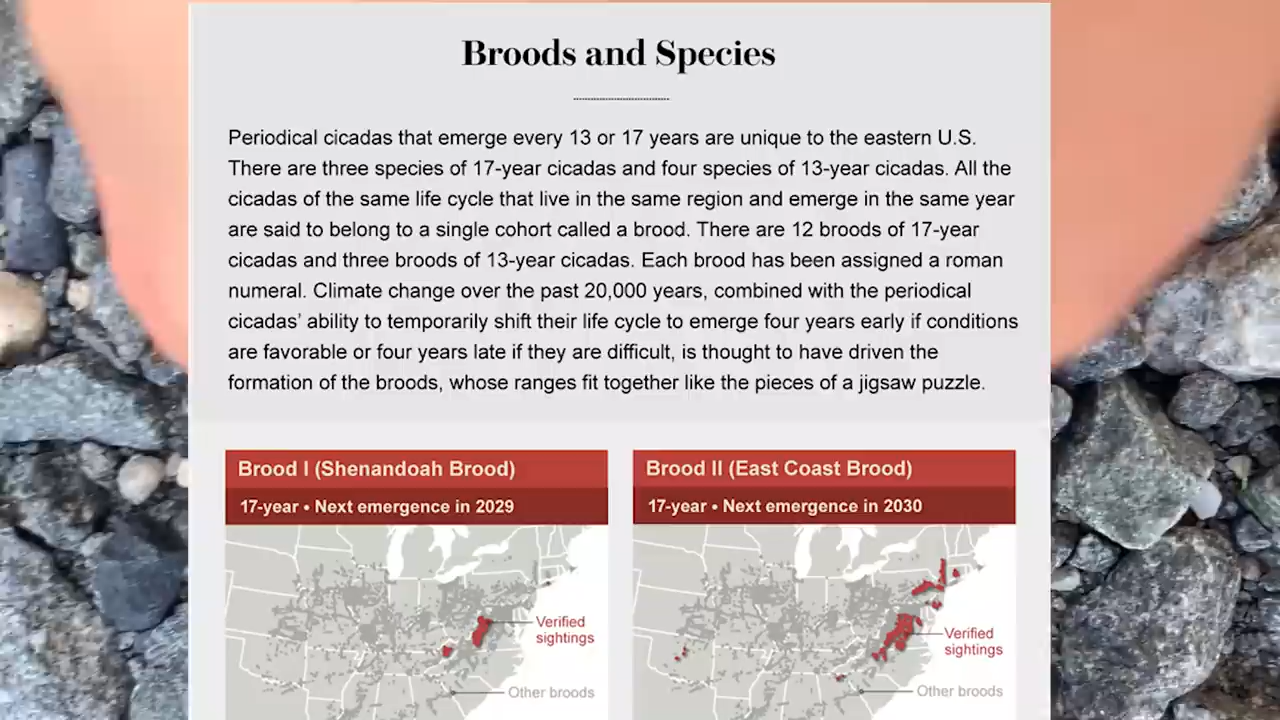 Broods and Species
Periodical cicadas that emerge every 13 or 17 years are unique to the eastern U.S.
There are three species of 17-year cicadas and four species of 13-year cicadas. All the
cicadas of the same life cycle that live in the same region and emerge in the same year
are said to belong to a single cohort called a brood. There are 12 broods of 17-year
cicadas and three broods of 13-year cicadas. Each brood has been assigned a roman
numeral. Climate change over the past 20,000 years, combined with the periodical
cicadas’ ability to temporarily shift their life cycle to emerge four years early if conditions
are favorable or four years late if they are difficult, is thought to have driven the
formation of the broods, whose ranges fit together like the pieces of a jigsaw puzzle.
Brood I (Shenandoah Brood)
17-year • Next emergence in 2029
Verified
sightings
Other broods
Brood II (East Coast Brood)
17-year • Next emergence in 2030
Verified
sightings
Other broods